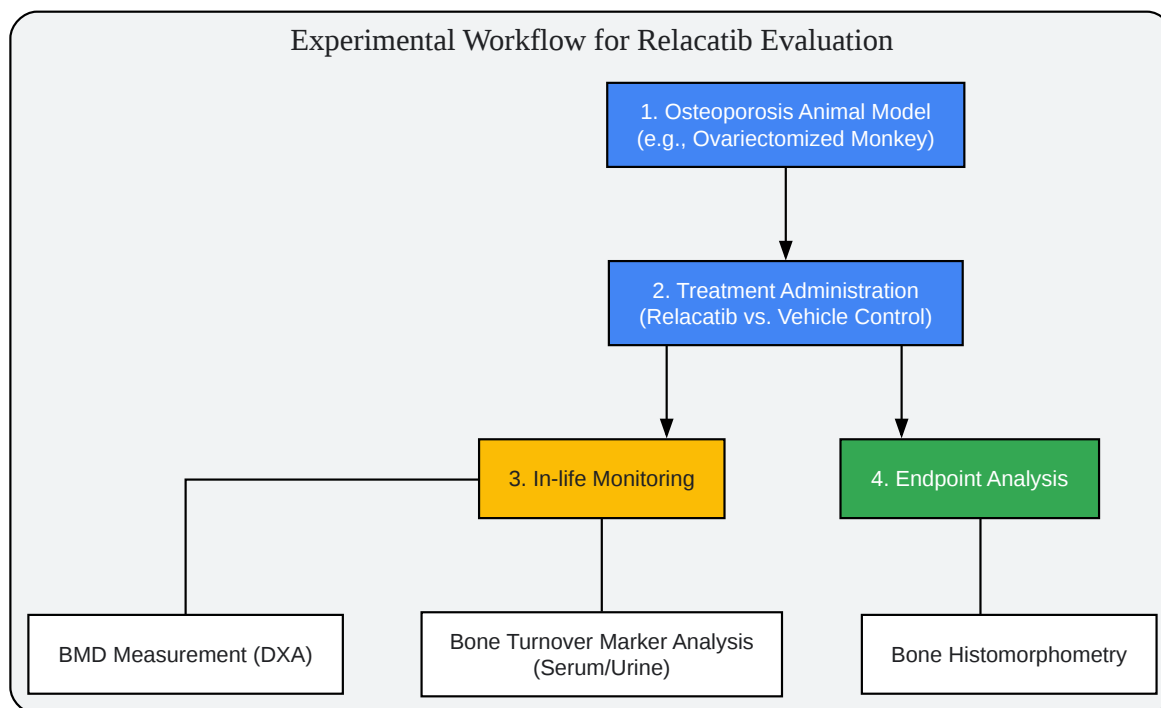 Experimental Workflow for Relacatib Evaluation
1. Osteoporosis Animal Model
(e.g., Ovariectomized Monkey)
2. Treatment Administration
(Relacatib vs. Vehicle Control)
3. In-life Monitoring
4. Endpoint Analysis
BMD Measurement (DXA)
Bone Turnover Marker Analysis
(Serum/Urine)
Bone Histomorphometry